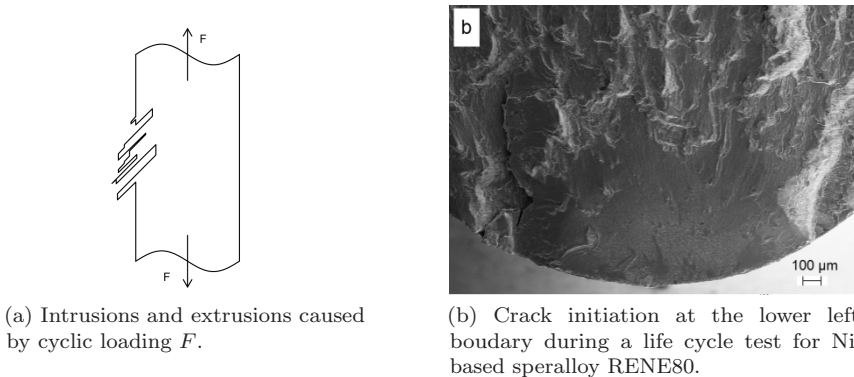 F
F
(a) Intrusions and extrusions caused
by cyclic loading F.
b
100 µm
(b) Crack initiation at the lower left
boudary during a life cycle test for Ni
based speralloy RENE80.